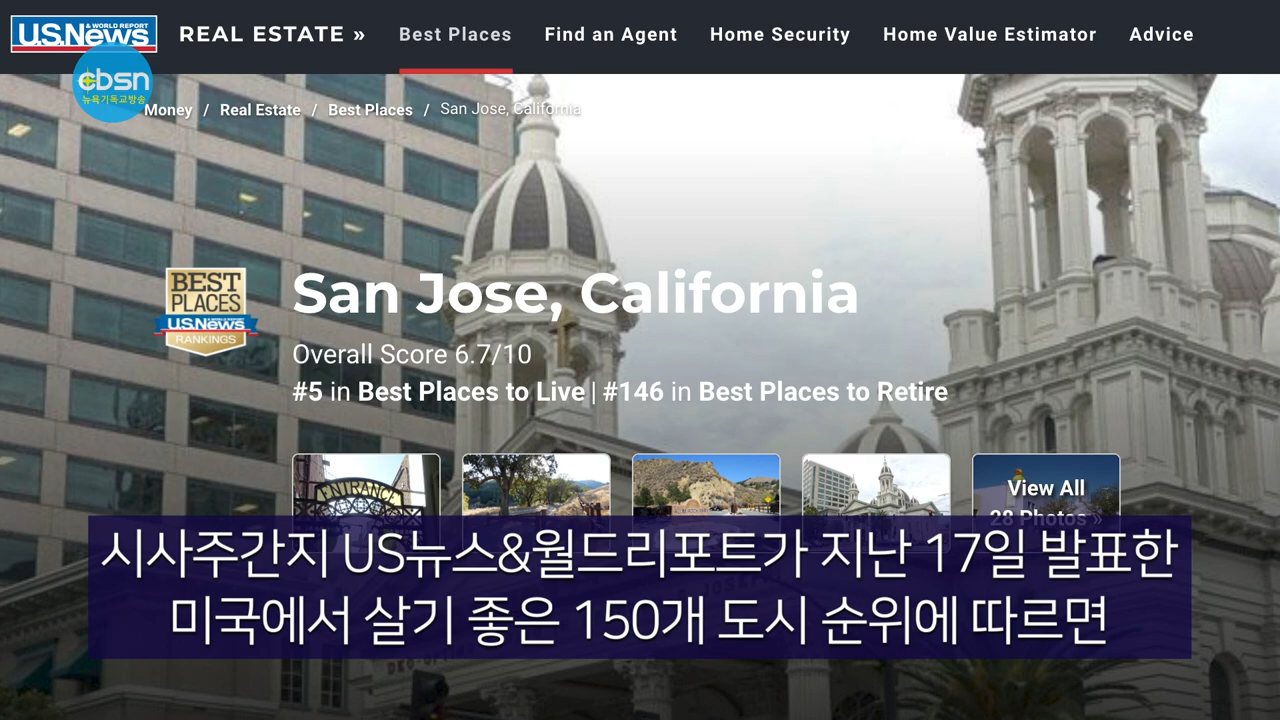 U.S.News & WORLD REPORT
REAL ESTATE » Best Places Find an Agent Home Security Home Value Estimator Advice
cbsn
뉴욕기독교방송
Money / Real Estate / Best Places / San Jose, California
BEST
PLACES
U.S.News
RANKINGS
San Jose, California
Overall Score 6.7/10
#5 in Best Places to Live | #146 in Best Places to Retire
ENTRANCE
View All
28 Photos »
시사주간지 US뉴스&월드리포트가 지난 17일 발표한
미국에서 살기 좋은 150개 도시 순위에 따르면